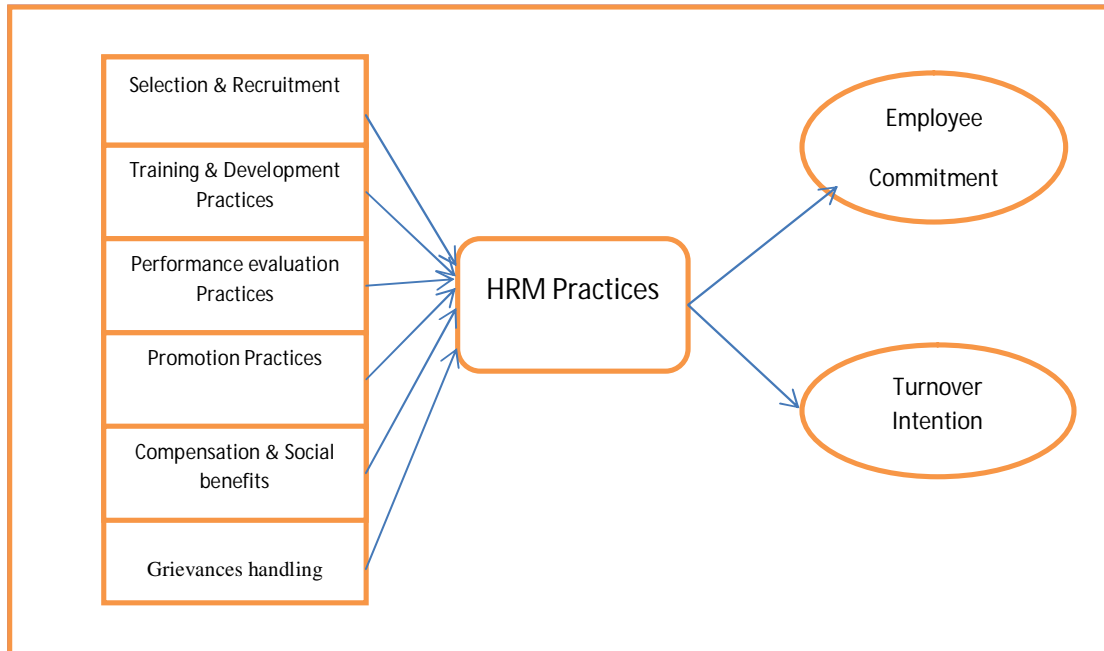 Selection & Recruitment
Training & Development
Practices
Performance evaluation
Practices
Promotion Practices
Compensation & Social
benefits
Grievances handling
HRM Practices
Employee
Commitment
Turnover
Intention